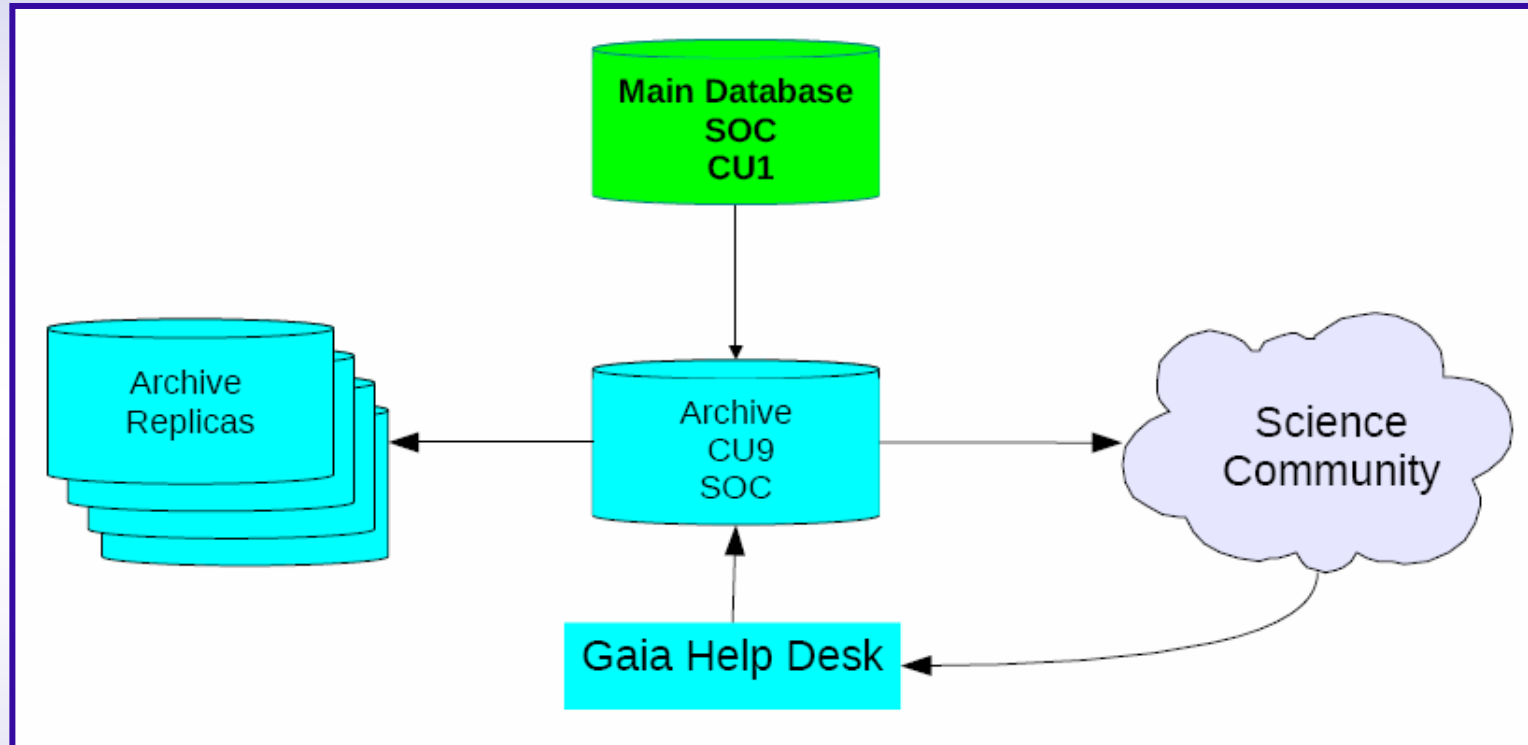 Main Database
SOC
CU1
Archive
Replicas
Archive
CU9
SOC
Science
Community
Gaia Help Desk